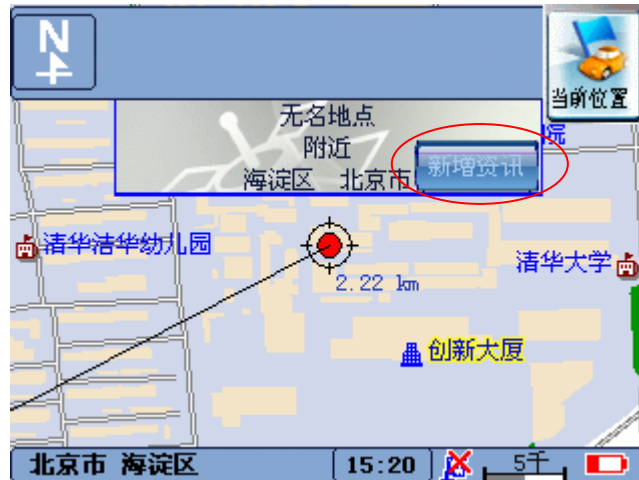 N
当前位置
无名地点
附近
海淀区 北京市
新增资讯
院
清华洁华幼儿园
2.22 km
清华大学
创新大厦
北京市 海淀区
15:20
5千